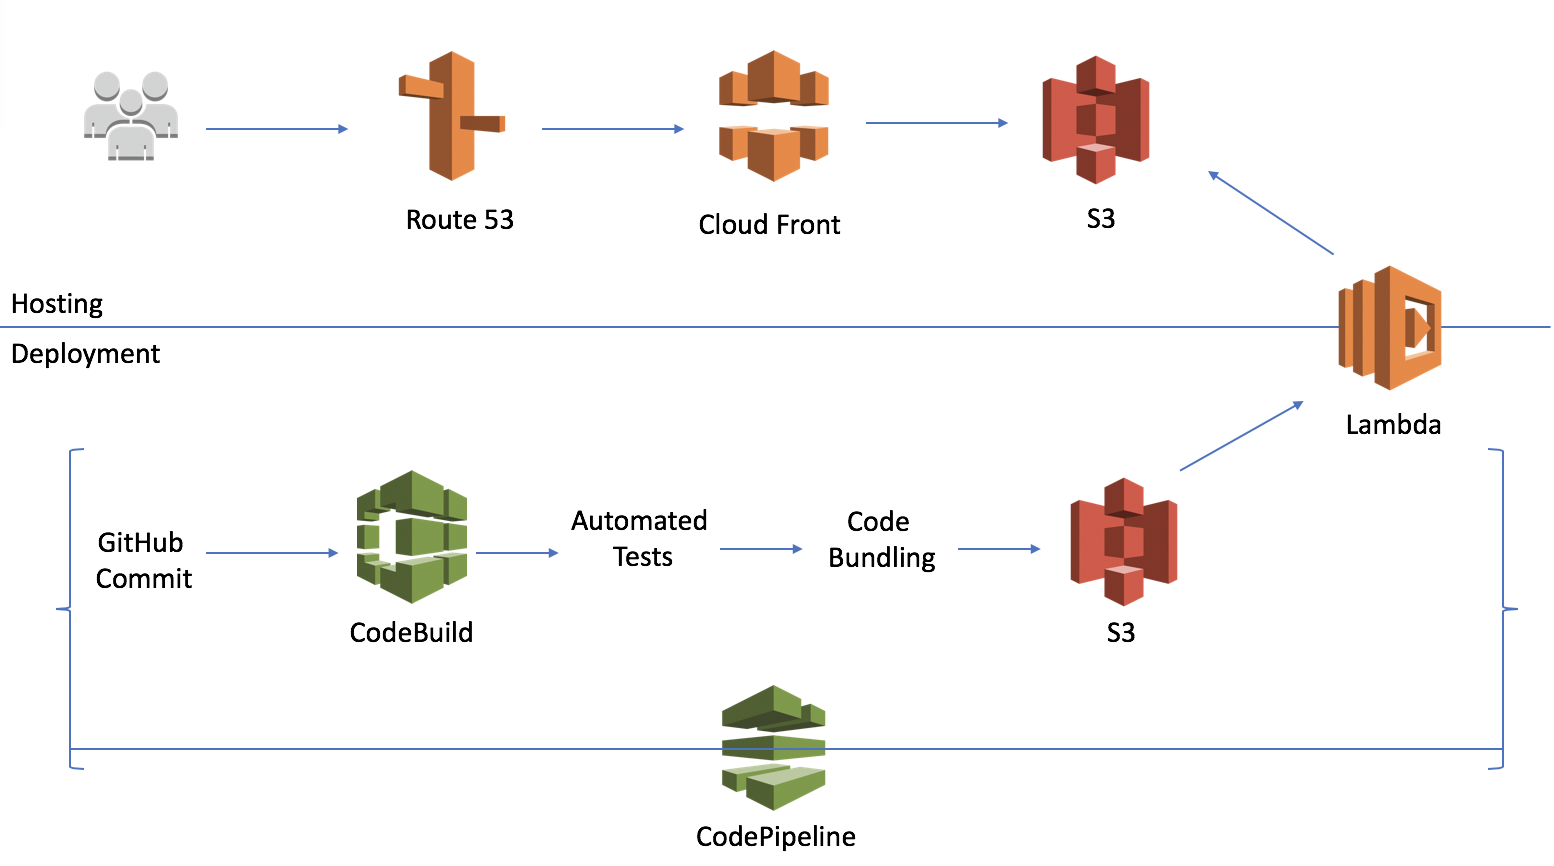 Route 53
Cloud Front
S3
Hosting
Deployment
Lambda
GitHub
Commit
CodeBuild
Automated
Tests
Code
Bundling
S3
CodePipeline